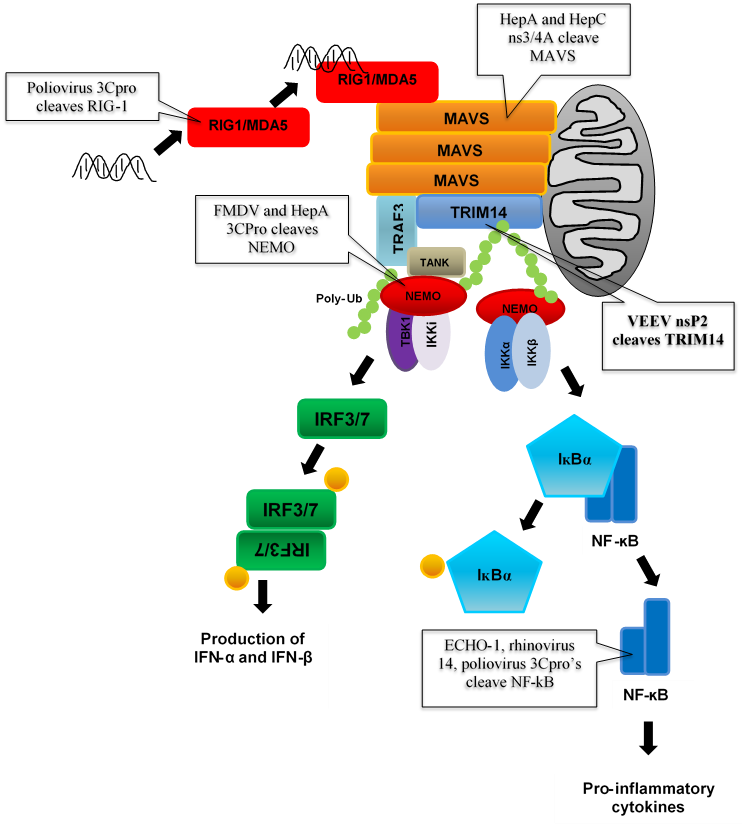 HepA and HepC
ns3/4A cleave
MAVS
Poliovirus 3Cpro
cleaves RIG-1
RIG1/MDA5
RIG1/MDA5
MAVS
MAVS
MAVS
FMDV and HepA
3CPro cleaves
NEMO
TRAF3
TRIM14
TANK
Poly-Ub
NEMO
NEMO
TBK1
IKKi
IKKα
IKKβ
VEEV nsP2
cleaves TRIM14
IRF3/7
IκBα
IRF3/7
IRF3/7
NF-κB
IκBα
Production of
IFN-α and IFN-β
ECHO-1, rhinovirus
14, poliovirus 3Cpro’s
cleave NF-kB
NF-κB
Pro-inflammatory
cytokines